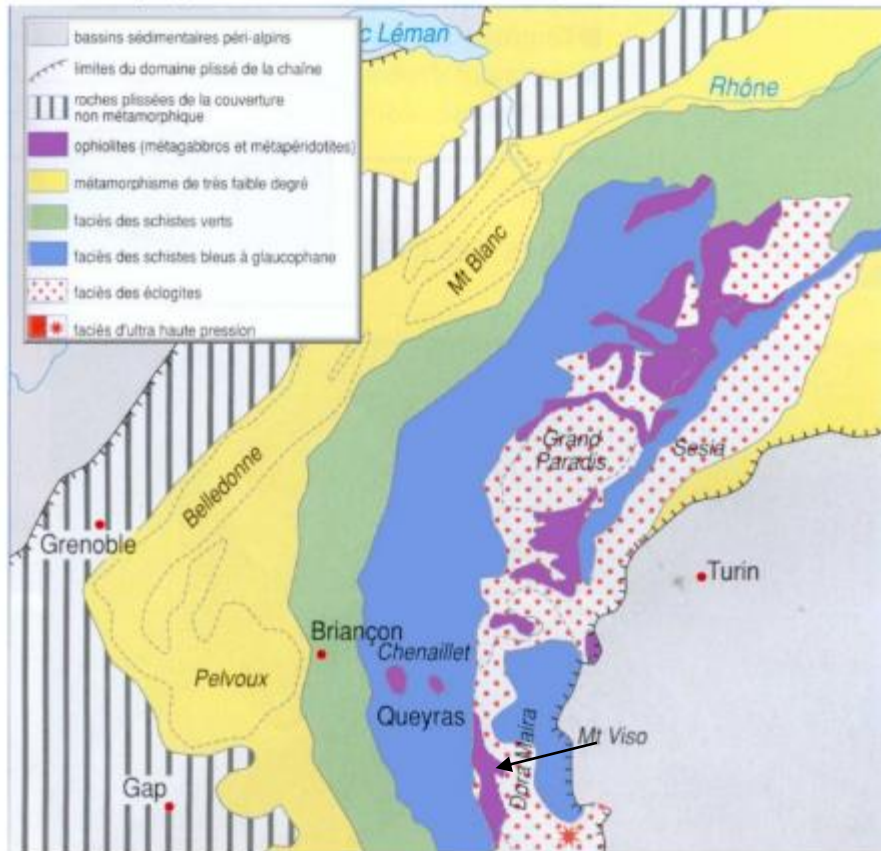 bassins sédimentaires péri-alpins
limites du domaine plissé de la chaîne
roches plissées de la couverture
non métamorphique
ophiolites (métagabbros et métapéridotites)
métamorphisme de très faible degré
faciès des schistes verts
faciès des schistes bleus à glaucophane
faciès des éclogites
faciès d'ultra haute pression
c Léman
Rhône
Mt Blanc
Belledonne
Grand
Paradis
Sesia
Grenoble
Turin
Briançon
Chenaillet
Pelvoux
Queyras
Dora Maira
Mt Viso
Gap